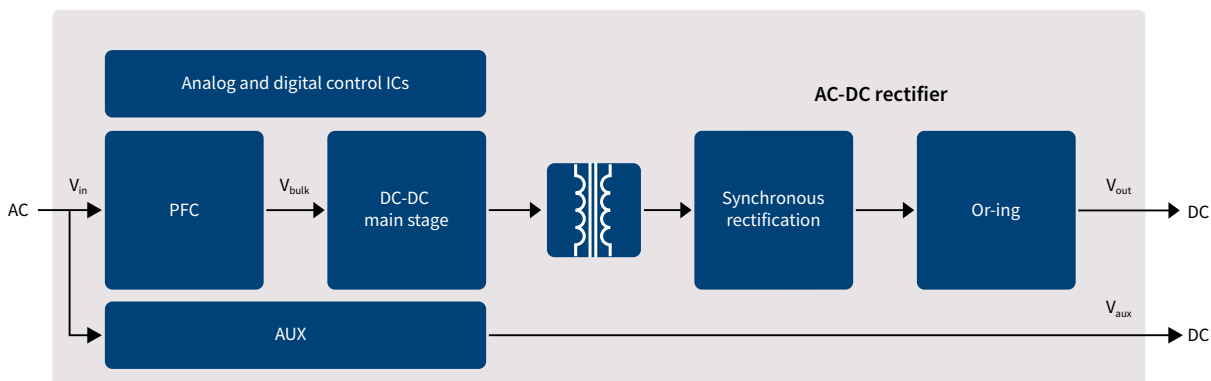 Analog and digital control ICs
AC-DC rectifier
AC
Vin
PFC
Vbulk
DC-DC
main stage
Synchronous
rectification
Or-ing
Vout
DC
AUX
Vaux
DC